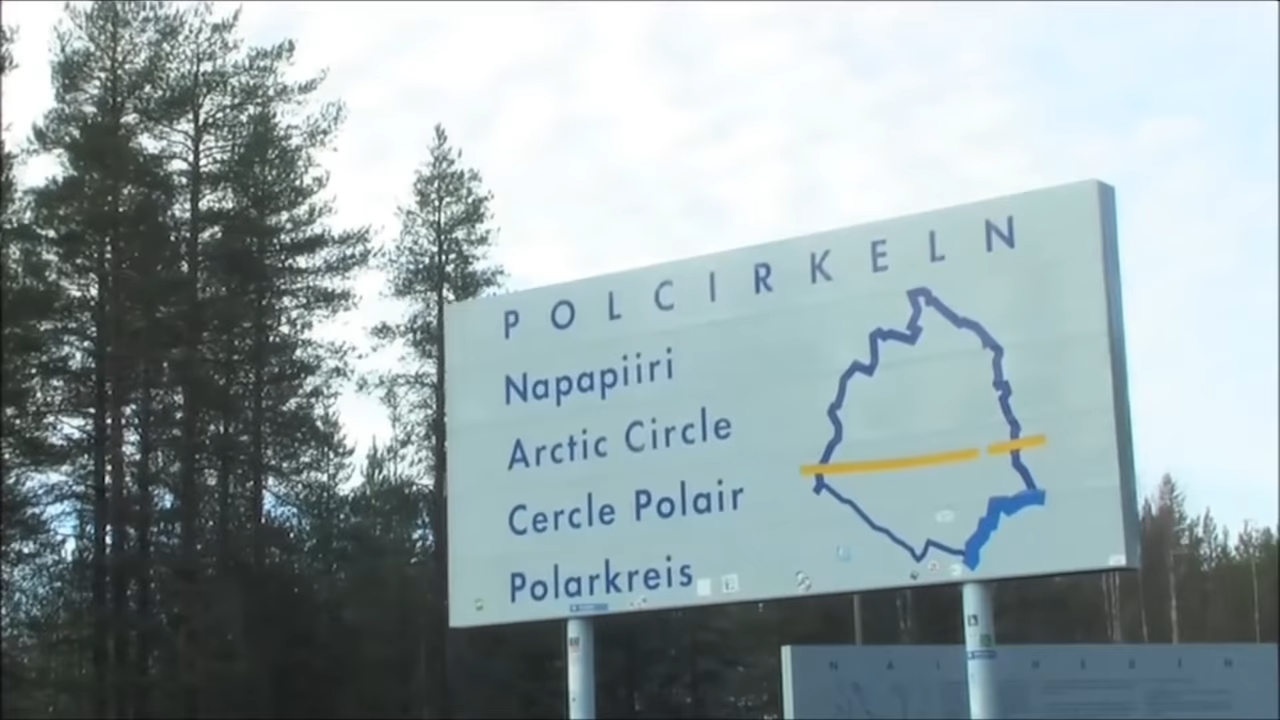 POLCIRKELN
Napapiiri
Arctic Circle
Cercle Polair
Polarkreis